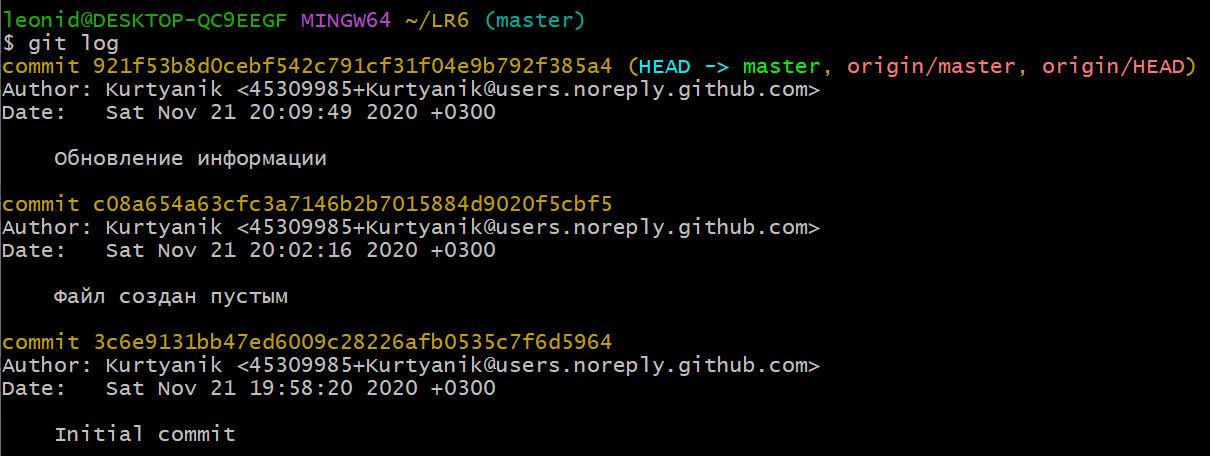 leonid@DESKTOP-QC9EEGF MINGW64 ~/LR6 (master)
$ git log
commit 921f53b8d0cebf542c791cf31f04e9b792f385a4 (HEAD -> master, origin/master, origin/HEAD)
Author: Kurtyanik <45309985+Kurtyanik@users.noreply.github.com>
Date:   Sat Nov 21 20:09:49 2020 +0300
Обновление информации
commit c08a654a63cfc3a7146b2b7015884d9020f5cbf5
Author: Kurtyanik <45309985+Kurtyanik@users.noreply.github.com>
Date:   Sat Nov 21 20:02:16 2020 +0300
Файл создан пустым
commit 3c6e9131bb47ed6009c28226afb0535c7f6d5964
Author: Kurtyanik <45309985+Kurtyanik@users.noreply.github.com>
Date:   Sat Nov 21 19:58:20 2020 +0300
Initial commit